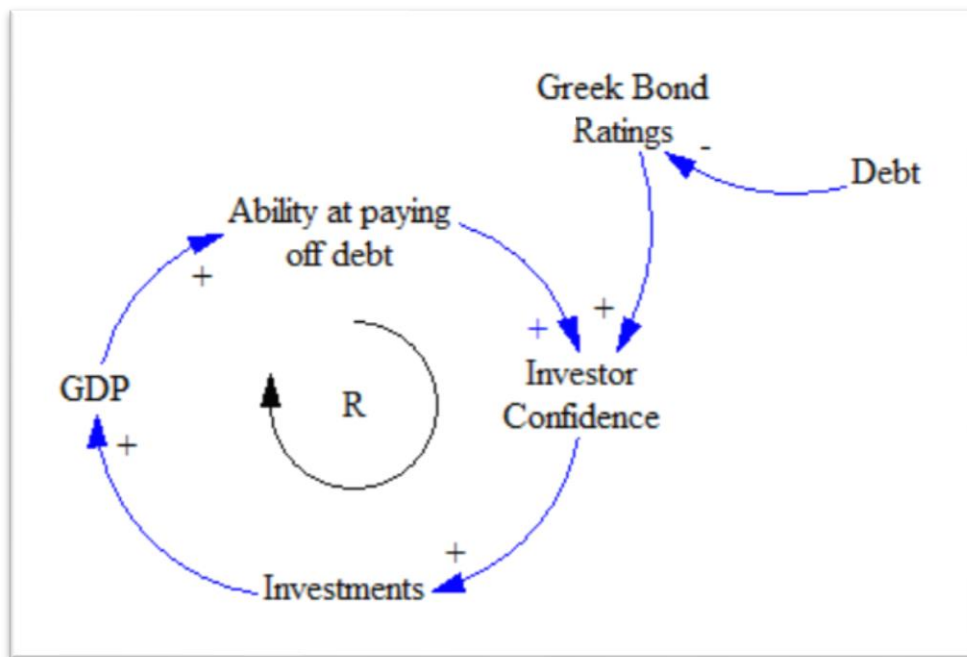 Greek Bond
Ratings
-
Debt
Ability at paying
off debt
+
+
+
Investor
Confidence
GDP
R
+
+
Investments